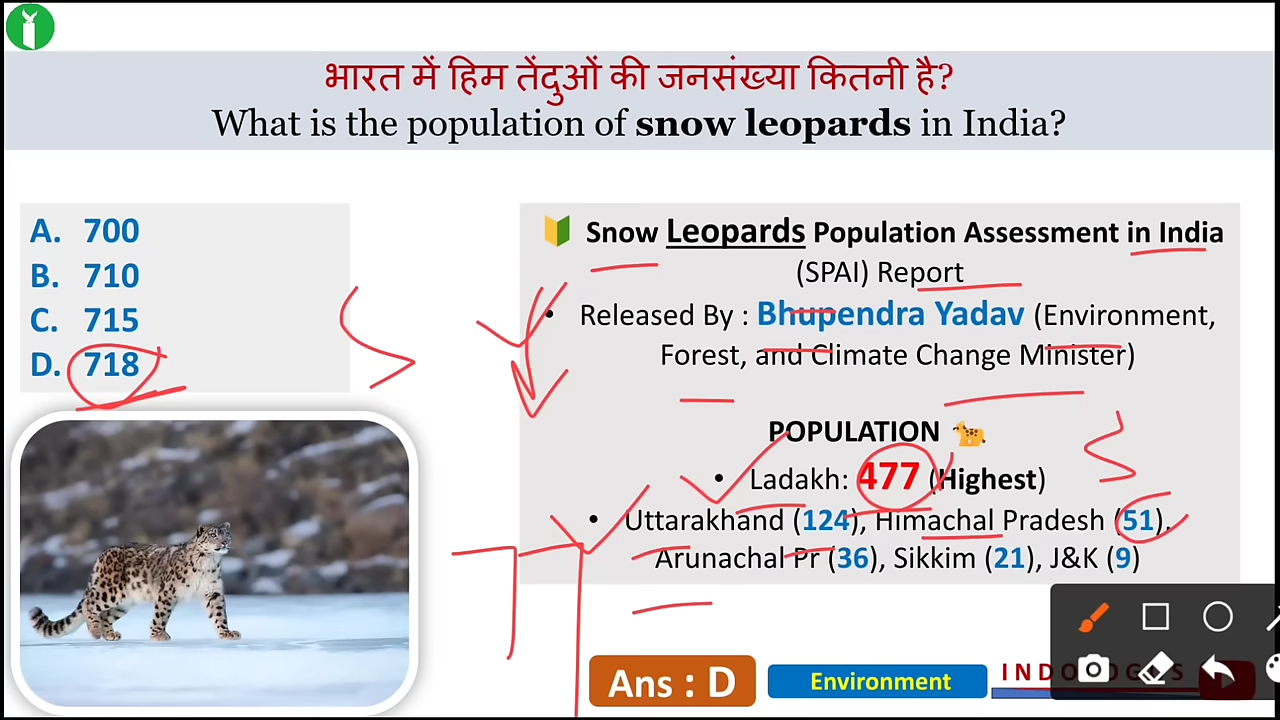 भारत में हिम तेंदुओं की जनसंख्या कितनी है?
What is the population of snow leopards in India?
A. 700
B. 710
C. 715
D. 718
Snow Leopards Population Assessment in India
(SPAI) Report
• Released By : Bhupendra Yadav (Environment,
Forest, and Climate Change Minister)
POPULATION
• Ladakh: 477 (Highest)
• Uttarakhand (124), Himachal Pradesh (51),
Arunachal Pr (36), Sikkim (21), J&K (9)
Ans : D
Environment